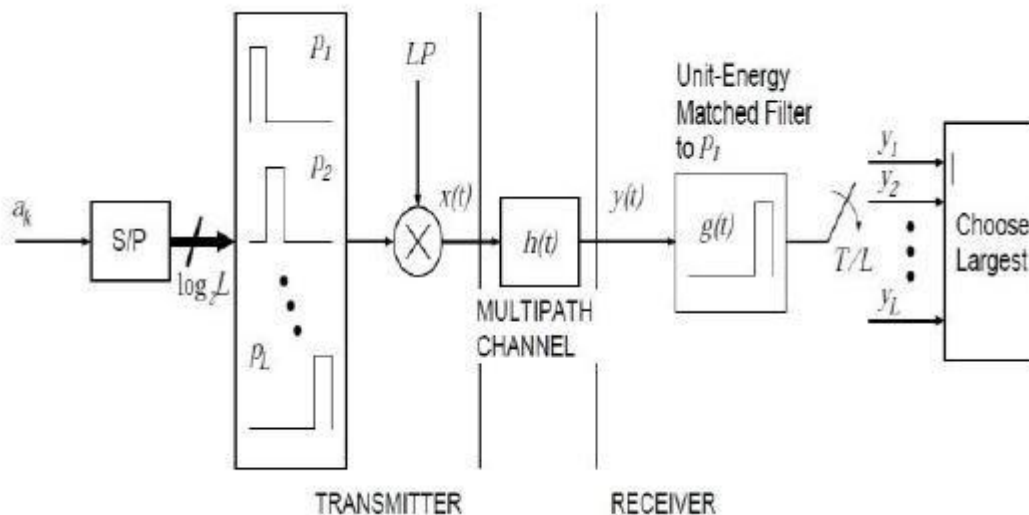 p1
LP
Unit-Energy
Matched Filter
to p1
p2
x(t)
y(t)
y1
y2
ak
S/P
h(t)
g(t)
Choose
Largest
T/L
log2L
MULTIPATH
CHANNEL
yL
pL
TRANSMITTER
RECEIVER